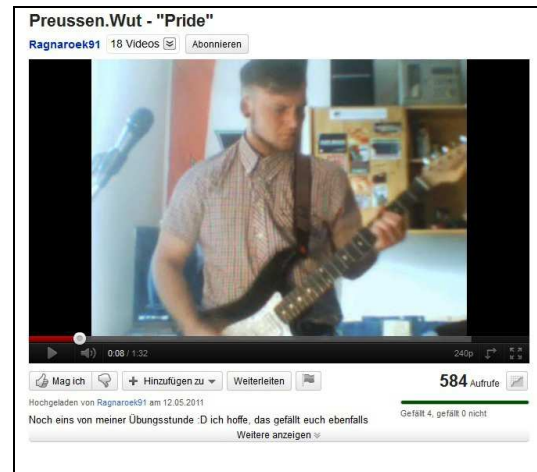 Preussen.Wut - "Pride"
Ragnaroek91 18 Videos Abonnieren
0:08 / 1:32 240p
Mag ich + Hinzufügen zu Weiterleiten 584 Aufrufe
Hochgeladen von Ragnaroek91 am 12.05.2011
Gefällt 4, gefällt 0 nicht
Noch eins von meiner Übungsstunde :D ich hoffe, das gefällt euch ebenfalls
Weitere anzeigen